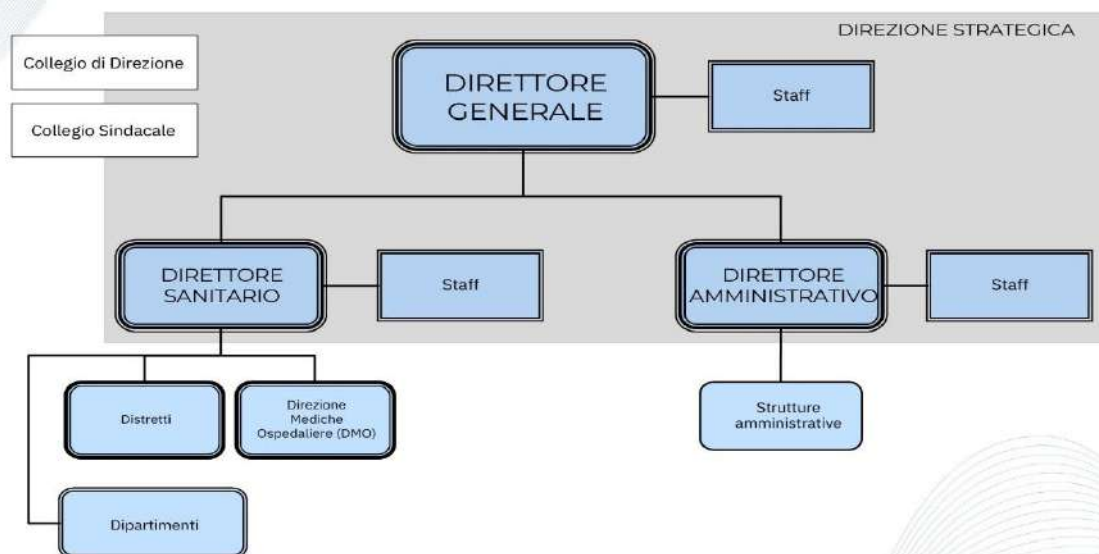 DIREZIONE STRATEGICA
Collegio di Direzione
Collegio Sindacale
DIRETTORE
GENERALE
Staff
DIRETTORE
SANITARIO
Staff
DIRETTORE
AMMINISTRATIVO
Staff
Distretti
Direzione
Mediche
Ospedaliere (DMO)
Strutture
amministrative
Dipartimenti